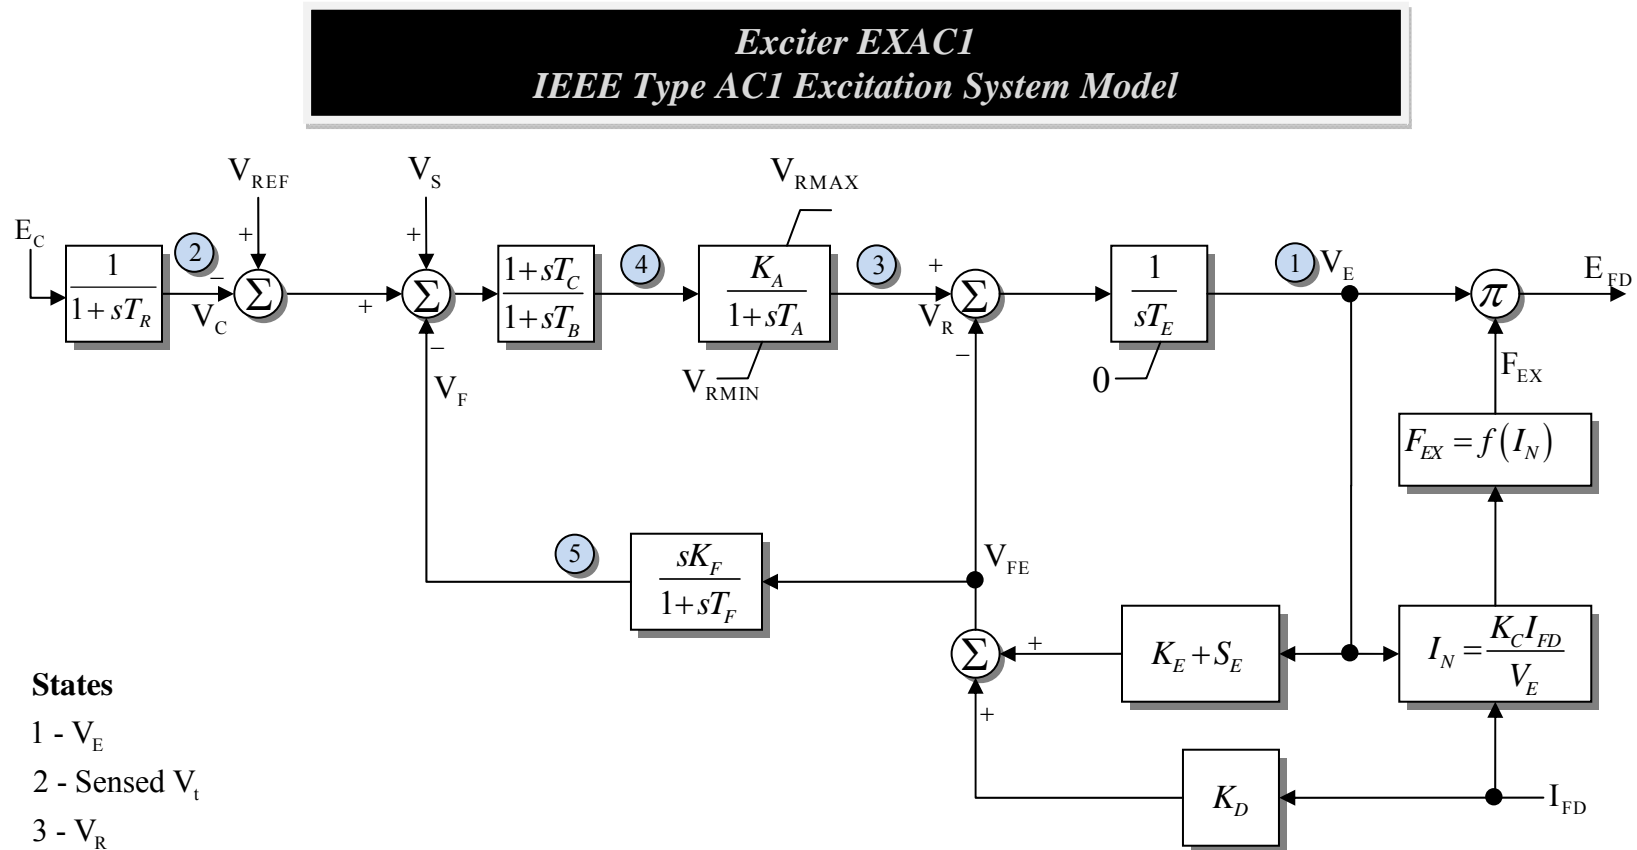 Exciter EXAC1
IEEE Type AC1 Excitation System Model
V_REF
V_S
V_RMAX
E_C
1
1 + sT_R
2
+
−
V_C
Σ
+
+
Σ
−
V_F
1 + sT_C
1 + sT_B
4
K_A
1 + sT_A
V_RMIN
3
+
V_R
Σ
−
1
sT_E
0
1
V_E
π
E_FD
F_EX
F_EX = f(I_N)
5
sK_F
1 + sT_F
V_FE
Σ
+
+
K_E + S_E
I_N = K_C I_FD
V_E
K_D
I_FD
States
1 - V_E
2 - Sensed V_t
3 - V_R